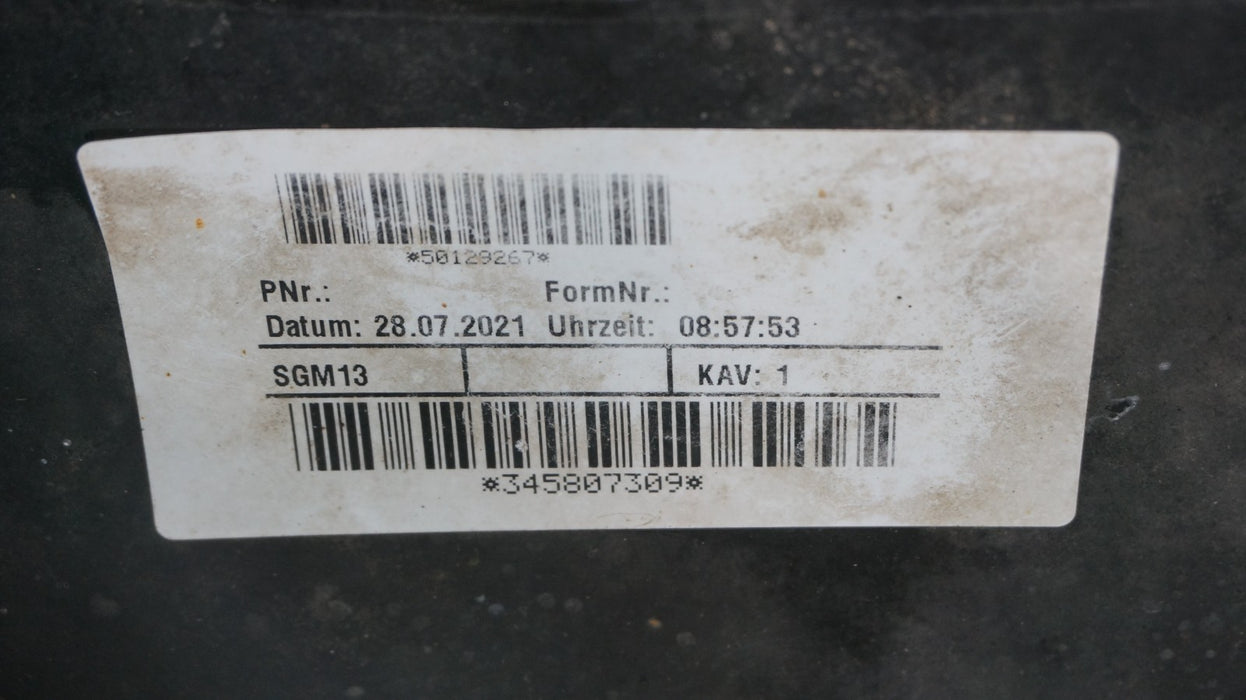 *50129267*
PNr.: FormNr.:
Datum: 28.07.2021 Uhrzeit: 08:57:53
SGM13 KAV: 1
*345807309*